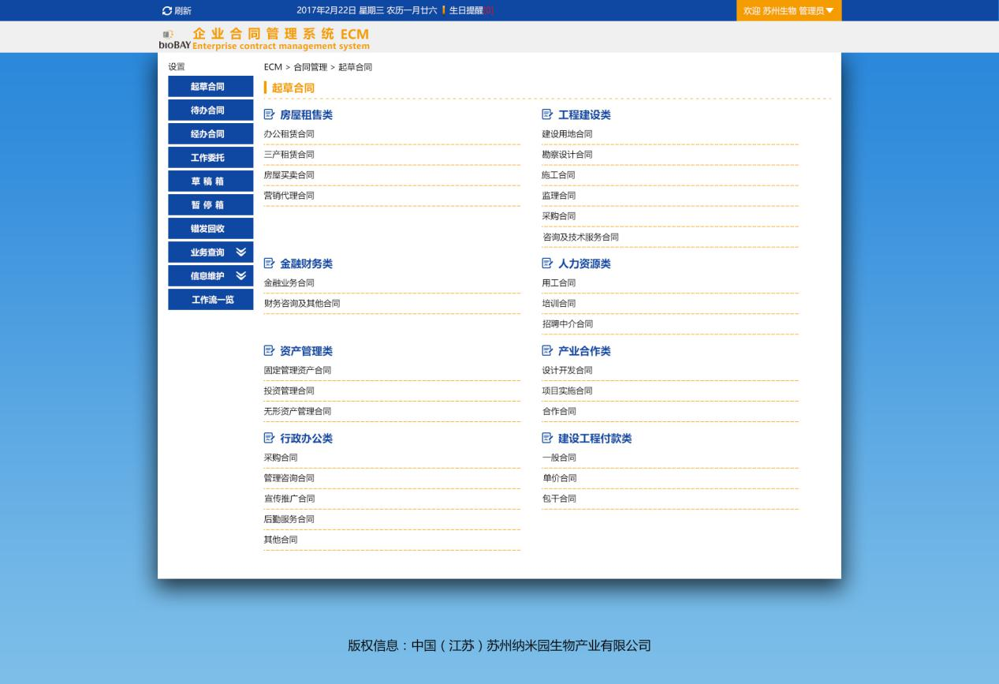 刷新
2017年2月22日 星期三 农历一月廿六
生日提醒[0]
欢迎 苏州生物 管理员
bioBAY
企业合同管理系统 ECM
Enterprise contract management system
设置
起草合同
待办合同
经办合同
工作委托
草 稿 箱
暂 停 箱
错发回收
业务查询
信息维护
工作流一览
ECM > 合同管理 > 起草合同
起草合同
房屋租售类
办公租赁合同
三产租赁合同
房屋买卖合同
营销代理合同
工程建设类
建设用地合同
勘察设计合同
施工合同
监理合同
采购合同
咨询及技术服务合同
金融财务类
金融业务合同
财务咨询及其他合同
人力资源类
用工合同
培训合同
招聘中介合同
资产管理类
固定管理资产合同
投资管理合同
无形资产管理合同
产业合作类
设计开发合同
项目实施合同
合作合同
行政办公类
采购合同
管理咨询合同
宣传推广合同
后勤服务合同
其他合同
建设工程付款类
一般合同
单价合同
包干合同
版权信息：中国（江苏）苏州纳米园生物产业有限公司